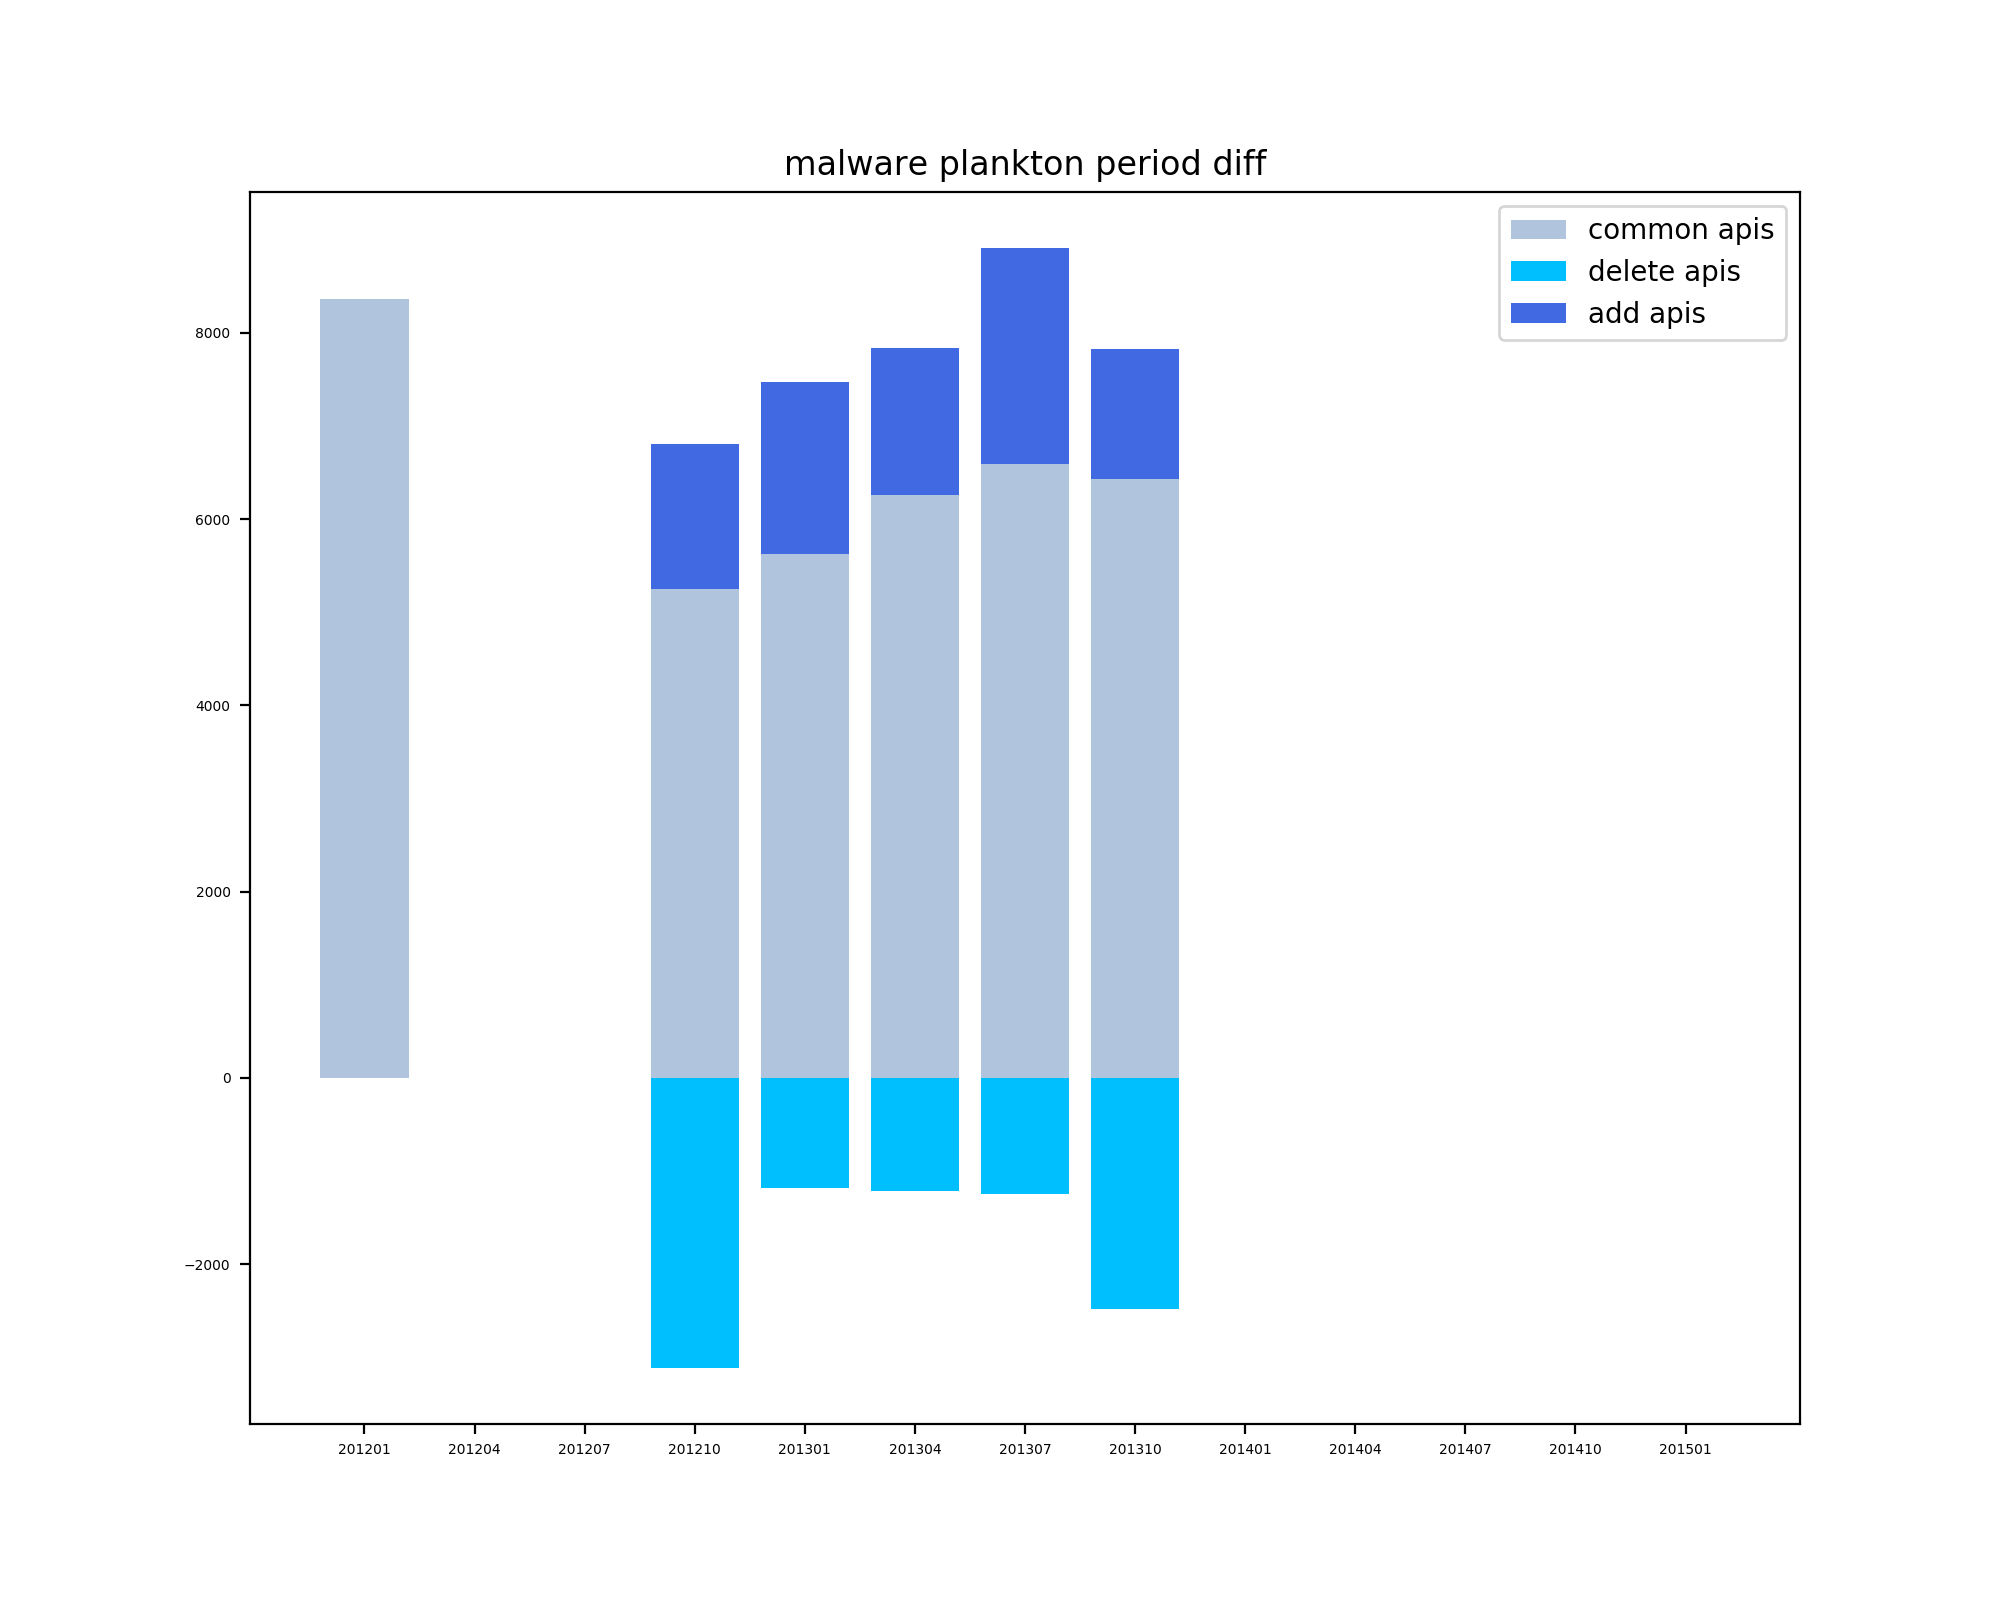 malware plankton period diff
common apis
delete apis
add apis
8000
6000
4000
2000
0
−2000
201201 201204 201207 201210 201301 201304 201307 201310 201401 201404 201407 201410 201501